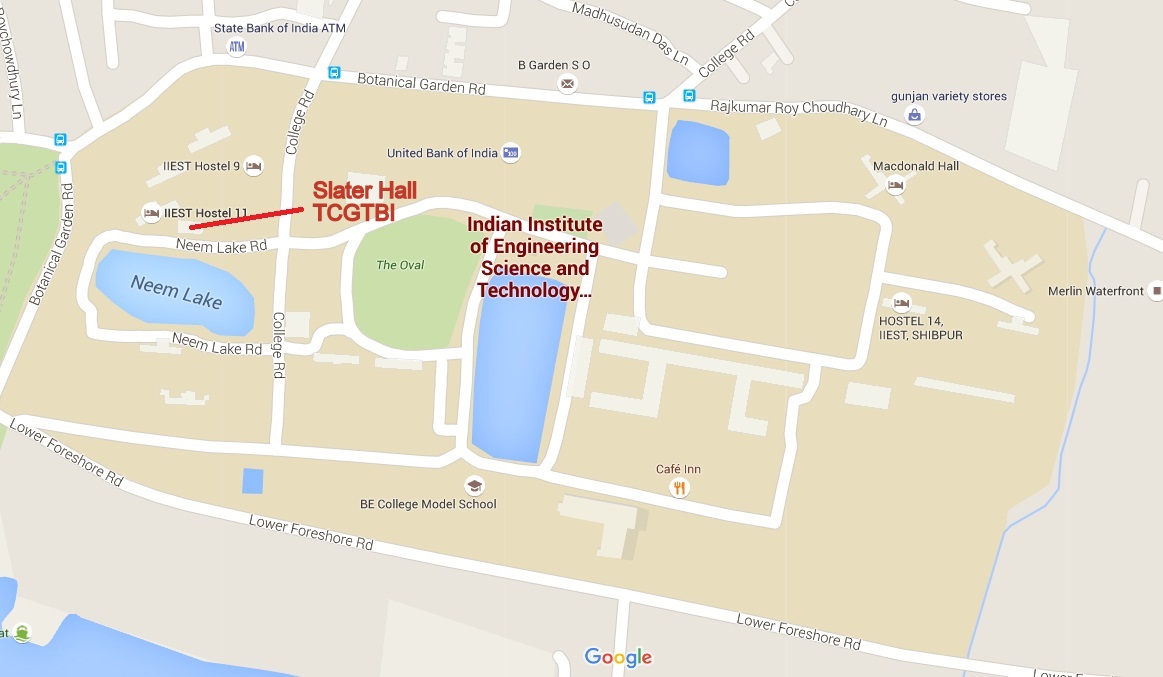 Roychowdhury Ln
State Bank of India ATM
ATM
Madhusudan Das Ln
College Rd
B Garden S O
Botanical Garden Rd
Rajkumar Roy Choudhary Ln
gunjan variety stores
College Rd
IIEST Hostel 9
United Bank of India
Macdonald Hall
Slater Hall
TCGTBI
IIEST Hostel 11
Botanical Garden Rd
Neem Lake Rd
Indian Institute
of Engineering
Science and
Technology...
The Oval
Neem Lake
Merlin Waterfront
HOSTEL 14,
IIEST, SHIBPUR
College Rd
Neem Lake Rd
Lower Foreshore Rd
Café Inn
BE College Model School
Lower Foreshore Rd
at
Lower Foreshore Rd
Google